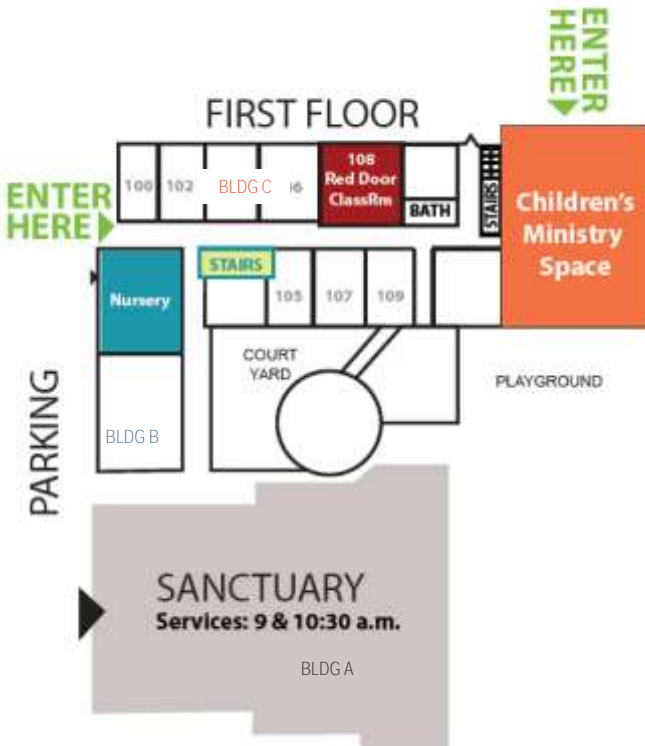 ENTER
HERE
FIRST FLOOR
ENTER
HERE
100
102
BLDG C
108
Red Door
ClassRm
BATH
STAIRS
Children's
Ministry
Space
STAIRS
Nursery
105
107
109
COURT
YARD
PLAYGROUND
PARKING
BLDG B
SANCTUARY
Services: 9 & 10:30 a.m.
BLDG A